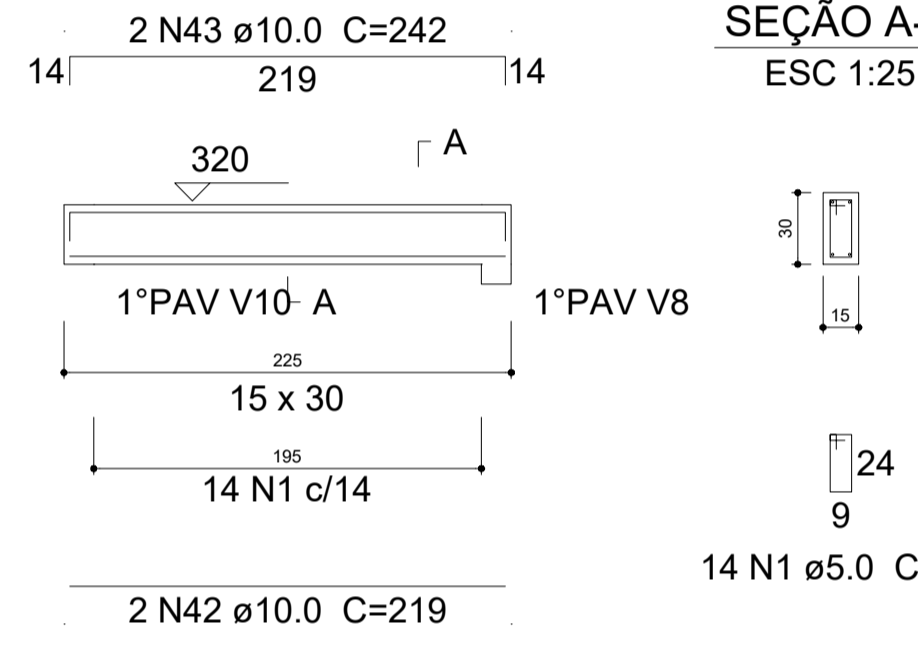 2 N43 ø10.0 C=242
14
219
14
SEÇÃO A-
ESC 1:25
320
A
1°PAV V10
A
1°PAV V8
225
15 x 30
195
14 N1 c/14
2 N42 ø10.0 C=219
30
15
24
9
14 N1 ø5.0 C